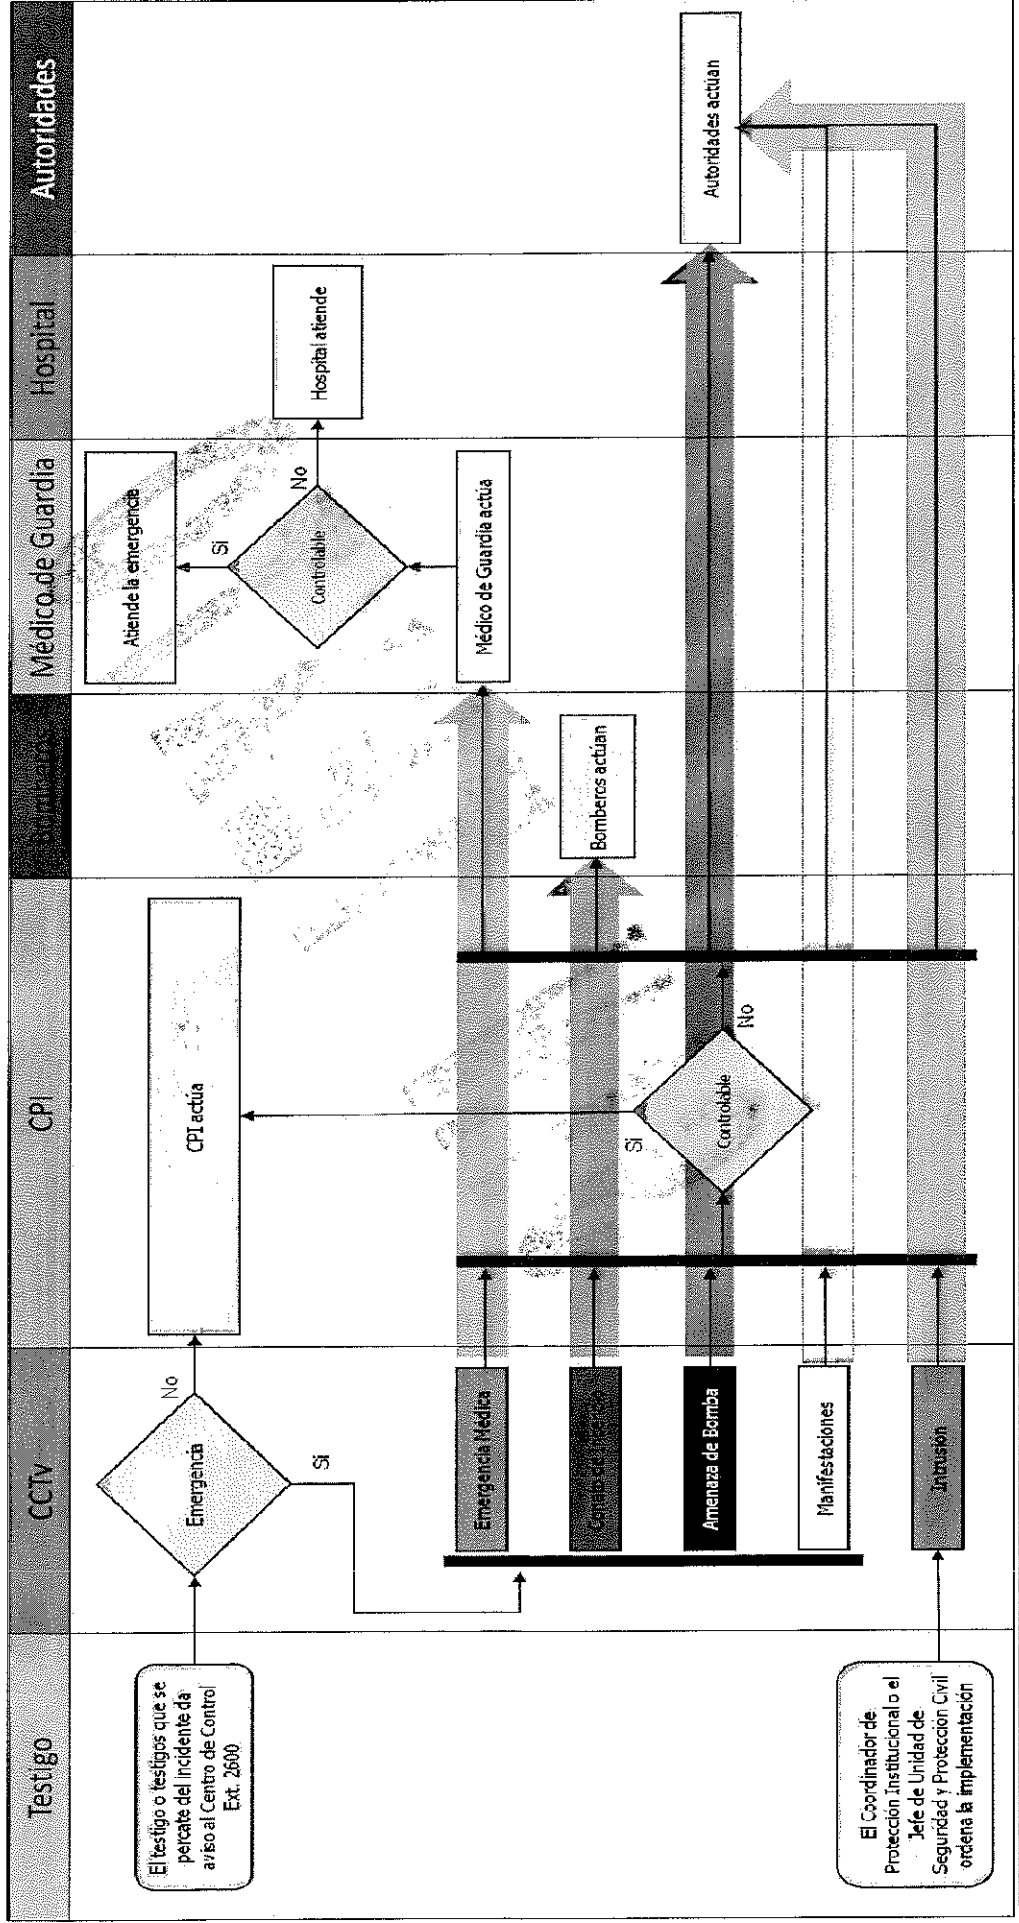 Testigo
CCTv
CPI
Médico de Guardia
Hospital
Autoridades
El testigo o testigos que se
percate del incidente da
aviso al Centro de Control
Ext. 2600
Emergencia
No
Si
CPI actúa
Atiende la emergencia
Si
Controlable
No
Hospital atiende
Médico de Guardia actúa
Emergencia Médica
Bomberos actúan
Amenaza de Bomba
Si
Controlable
No
Autoridades actúan
Manifestaciones
Intrusión
El Coordinador de
Protección Institucional o el
Jefe de Unidad de
Seguridad y Protección Civil
ordena la implementación